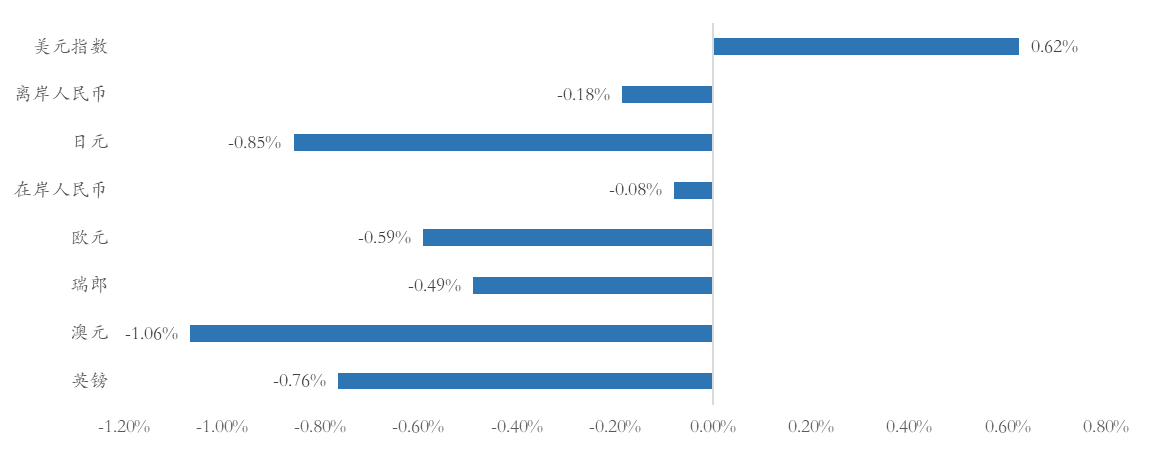 美元指数 0.62%
离岸人民币 -0.18%
日元 -0.85%
在岸人民币 -0.08%
欧元 -0.59%
瑞郎 -0.49%
澳元 -1.06%
英镑 -0.76%
-1.20% -1.00% -0.80% -0.60% -0.40% -0.20% 0.00% 0.20% 0.40% 0.60% 0.80%